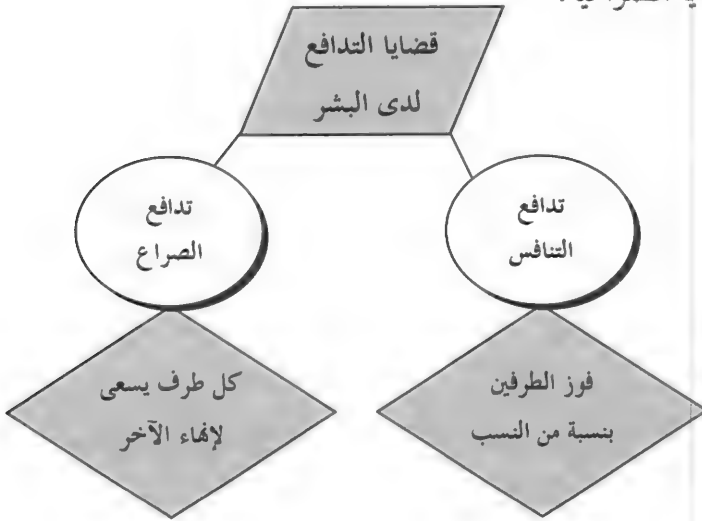 قضايا التدافع
لدى البشر
تدافع
التنافس
تدافع
الصراع
فوز الطرفين
بنسبة من النسب
كل طرف يسعى
لإنهاء الآخر